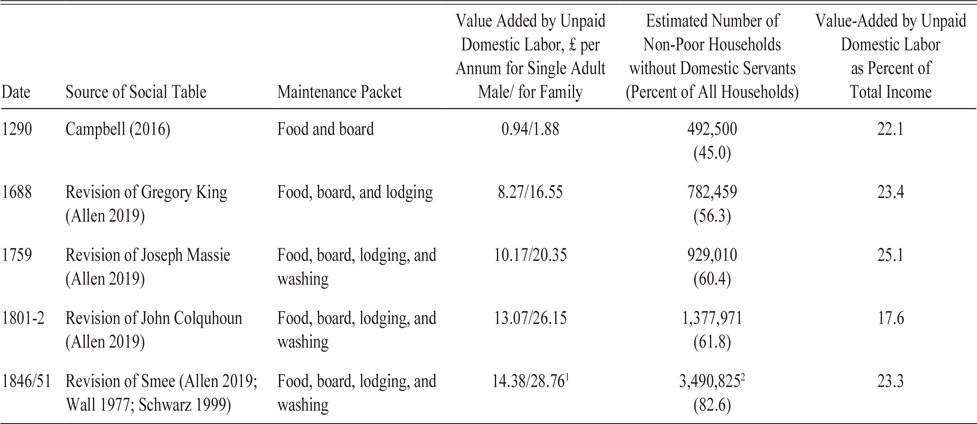 Date
Source of Social Table
Maintenance Packet
Value Added by Unpaid
Domestic Labor, £ per
Annum for Single Adult
Male/ for Family
Estimated Number of
Non-Poor Households
without Domestic Servants
(Percent of All Households)
Value-Added by Unpaid
Domestic Labor
as Percent of
Total Income
1290 Campbell (2016) Food and board 0.94/1.88 492,500 22.1
(45.0)
1688 Revision of Gregory King Food, board, and lodging 8.27/16.55 782,459 23.4
(Allen 2019) (56.3)
1759 Revision of Joseph Massie Food, board, lodging, and 10.17/20.35 929,010 25.1
(Allen 2019) washing (60.4)
1801-2 Revision of John Colquhoun Food, board, lodging, and 13.07/26.15 1,377,971 17.6
(Allen 2019) washing (61.8)
1846/51 Revision of Smee (Allen 2019; Food, board, lodging, and 14.38/28.76¹ 3,490,825² 23.3
Wall 1977; Schwarz 1999) washing (82.6)